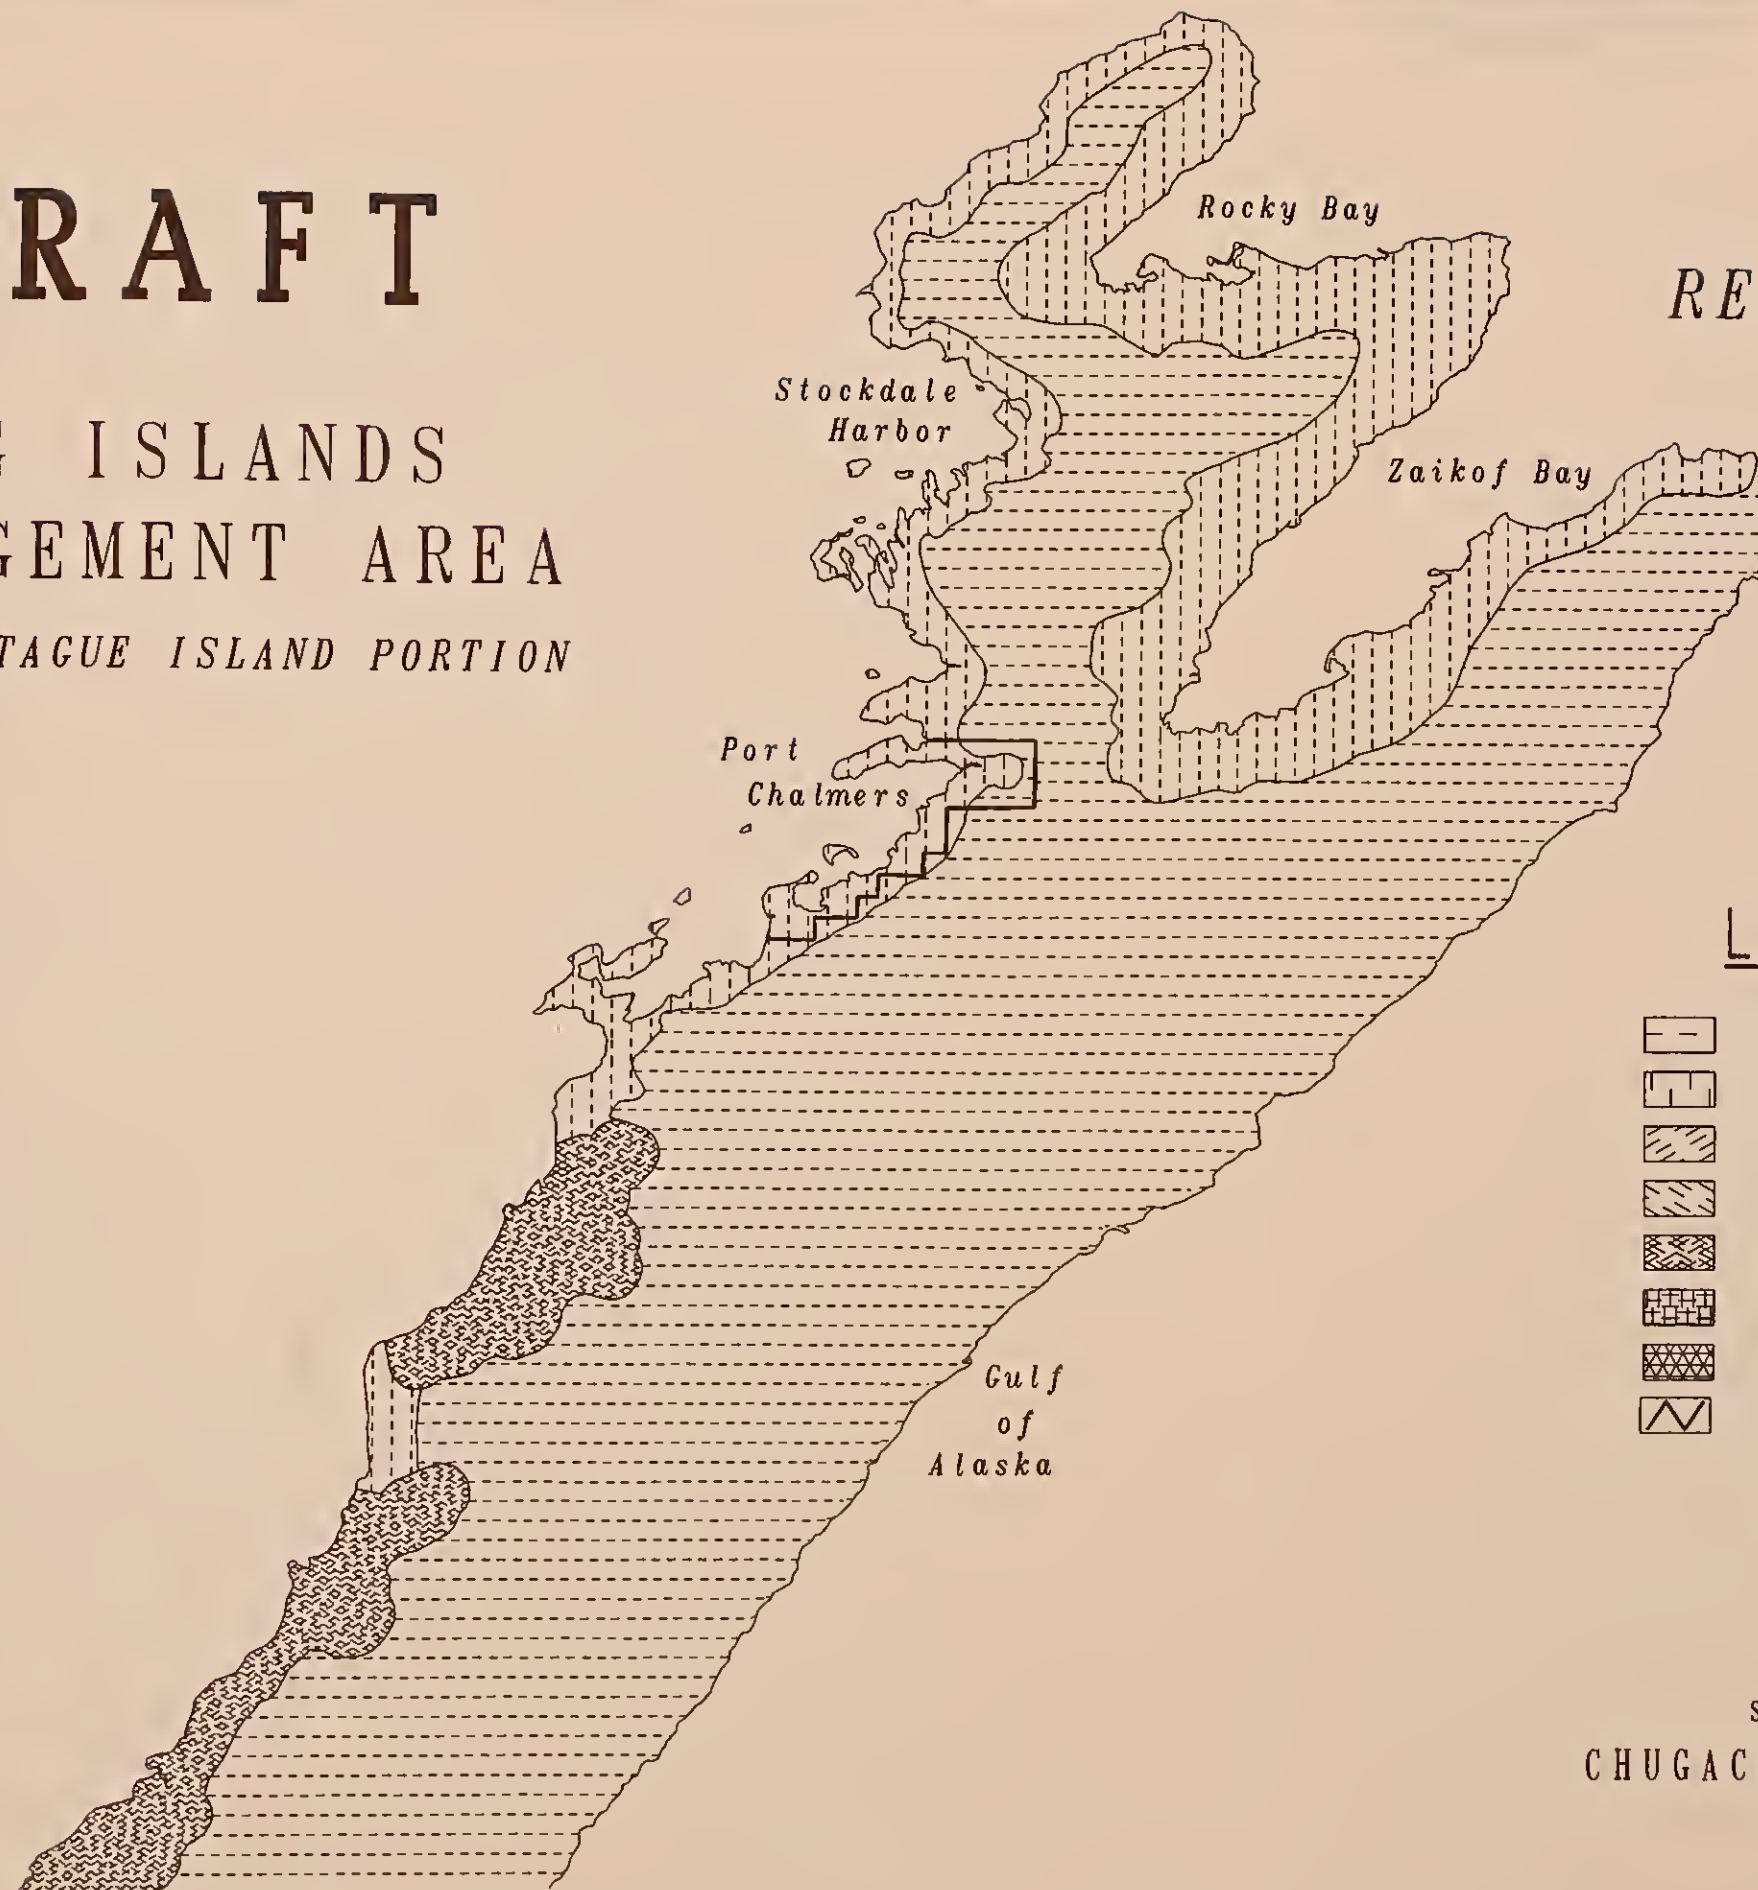 RAFT
ISLANDS
GEMENT AREA
TAGUE ISLAND PORTION
Rocky Bay
RE
Stockdale
Harbor
Zaikof Bay
Port
Chalmers
L
Gulf
of
Alaska
S
CHUGAC